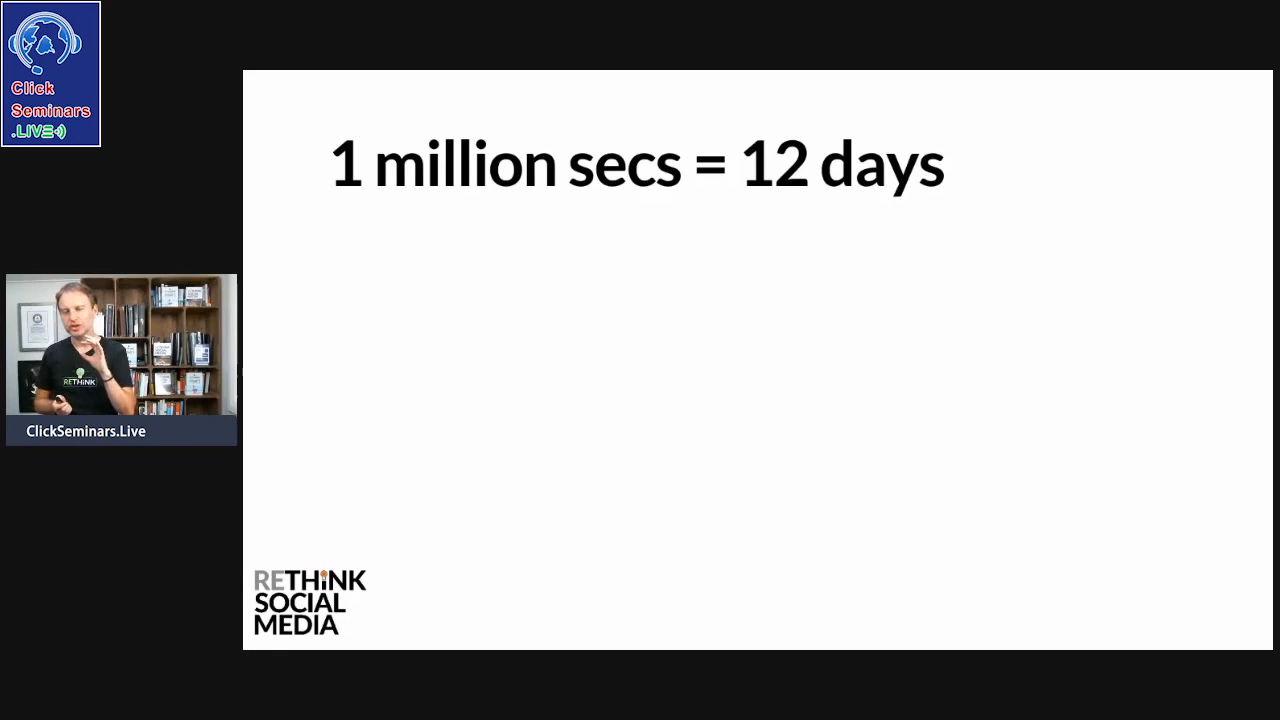 Click
Seminars
.LIVE
1 million secs = 12 days
RETHiNK
ClickSeminars.Live
RETHiNK
SOCIAL
MEDIA